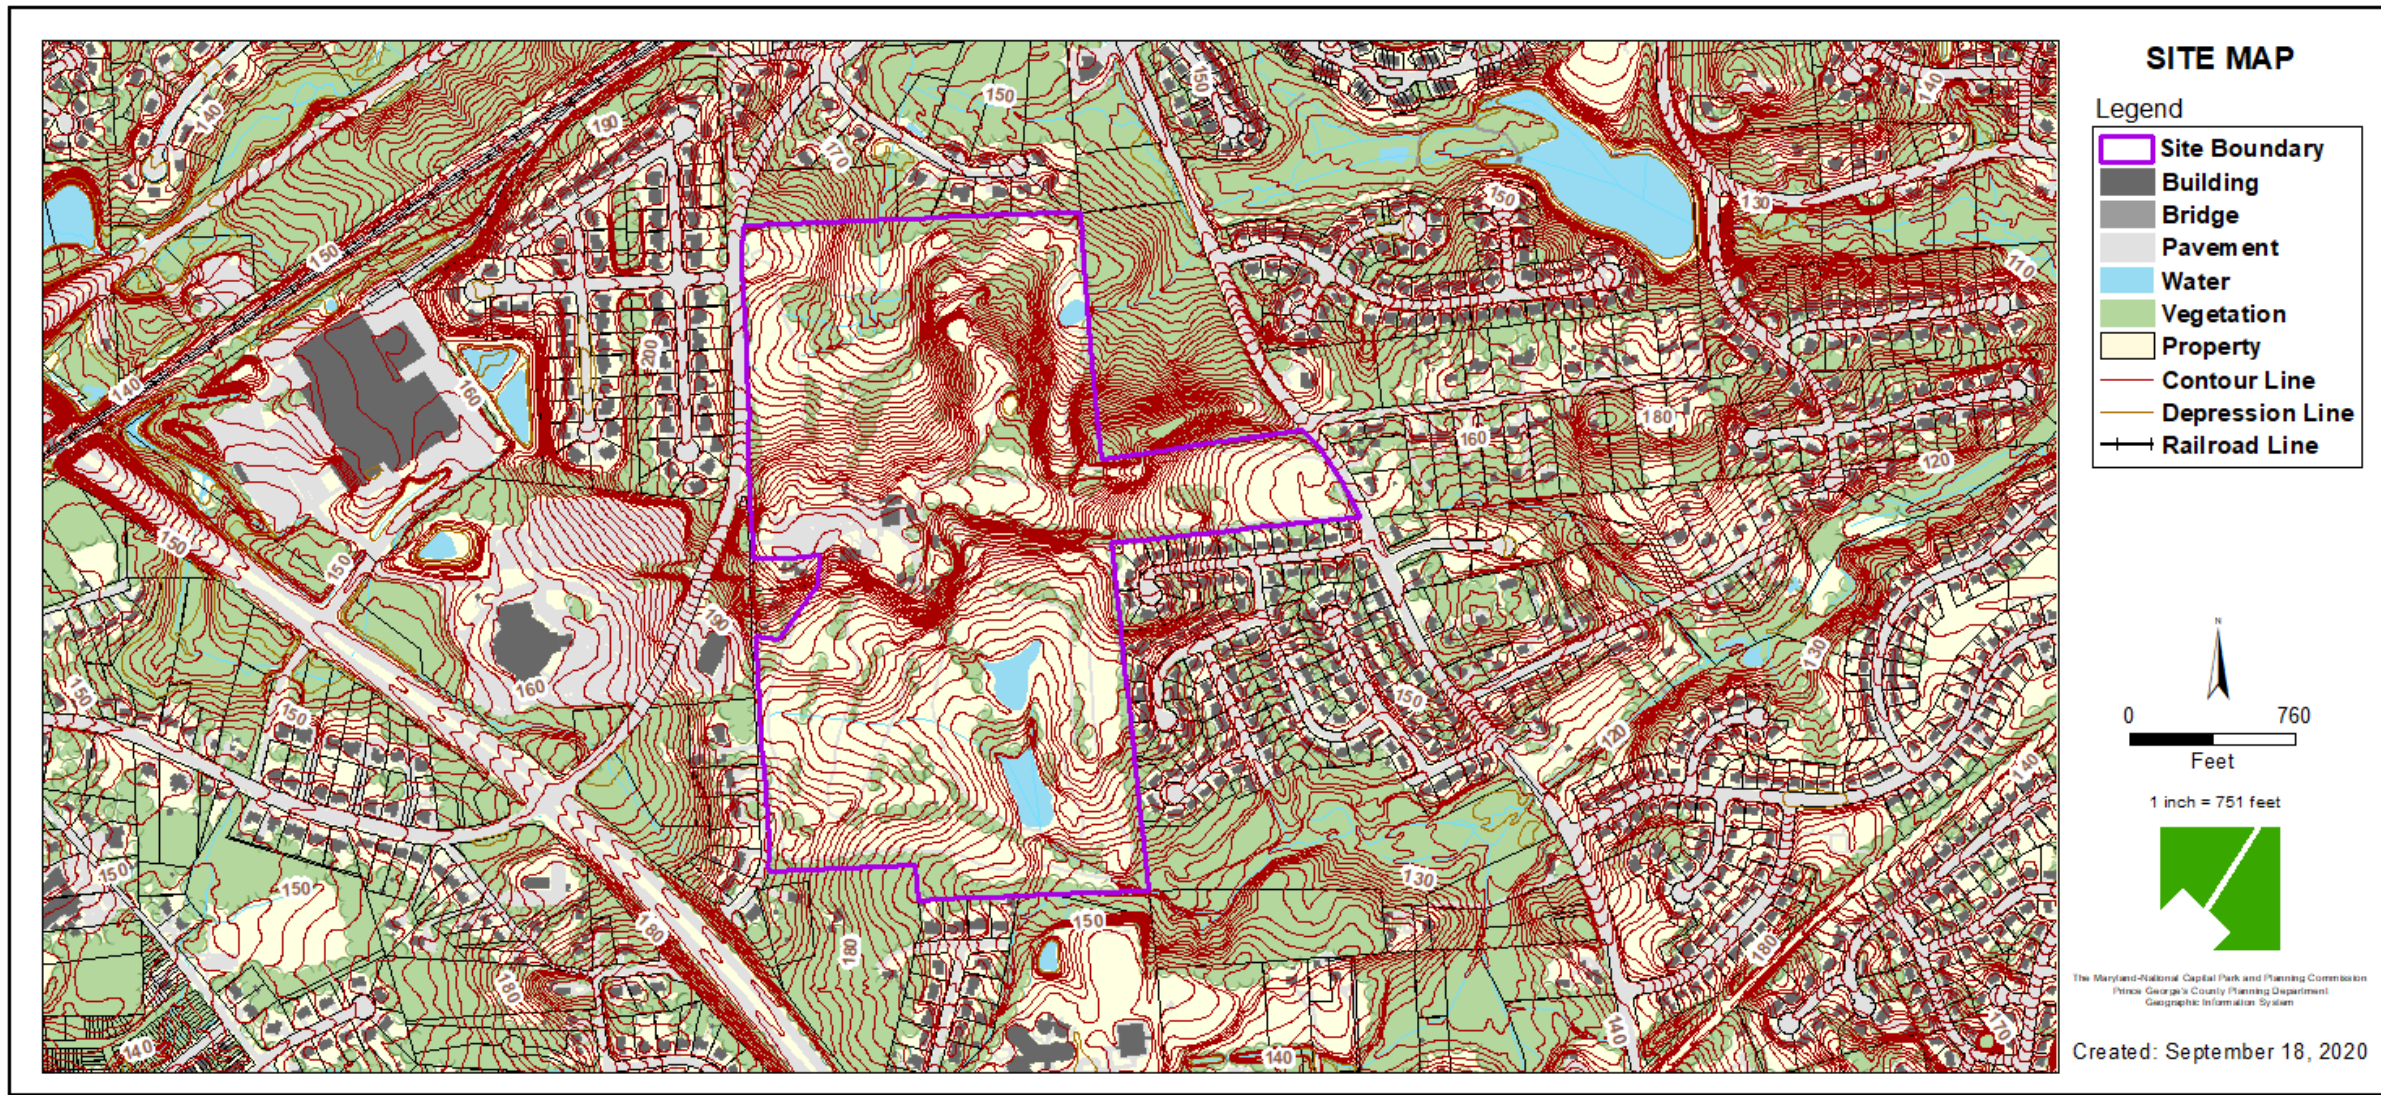 SITE MAP
Legend
Site Boundary
Building
Bridge
Pavement
Water
Vegetation
Property
Contour Line
Depression Line
Railroad Line
N
0 760
Feet
1 inch = 751 feet
The Maryland-National Capital Park and Planning Commission
Prince George's County Planning Department
Geographic Information System
Created: September 18, 2020
140
190
170
150
150
140
150
150
130
110
140
160
200
160
180
120
150
150
190
160
150
150
150
120
130
140
150
150
180
180
180
150
130
180
140
140
140
170